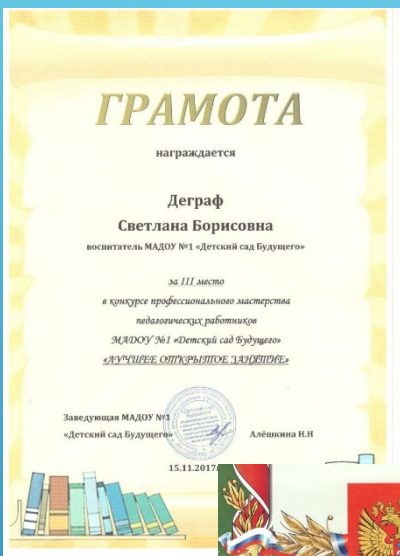 ГРАМОТА
награждается
Деграф
Светлана Борисовна
воспитатель МАДОУ №1 «Детский сад Будущего»
за III место
в конкурсе профессионального мастерства
педагогических работников
МАДОУ №1 «Детский сад Будущего»
«ЛУЧШЕЕ ОТКРЫТОЕ ЗАНЯТИЕ»
Заведующая МАДОУ №1
«Детский сад Будущего» Алёшкина Н.Н
15.11.2017г